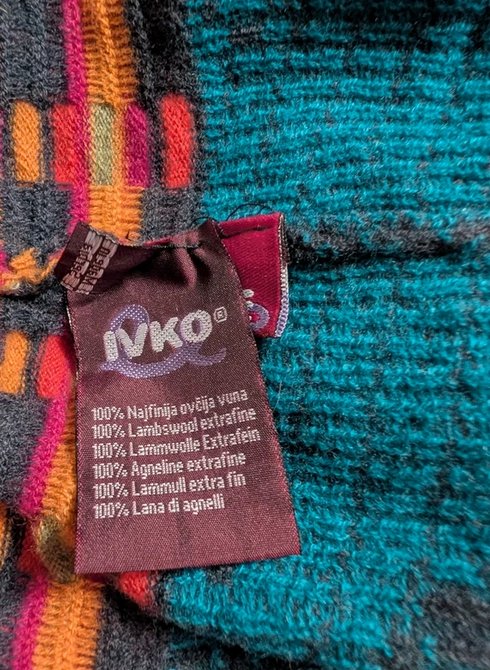 IVKO®
100% Najfinija ovčija vuna
100% Lambswool extrafine
100% Lammwolle Extrafein
100% Agneline extrafine
100% Lammull extra fin
100% Lana di agnelli